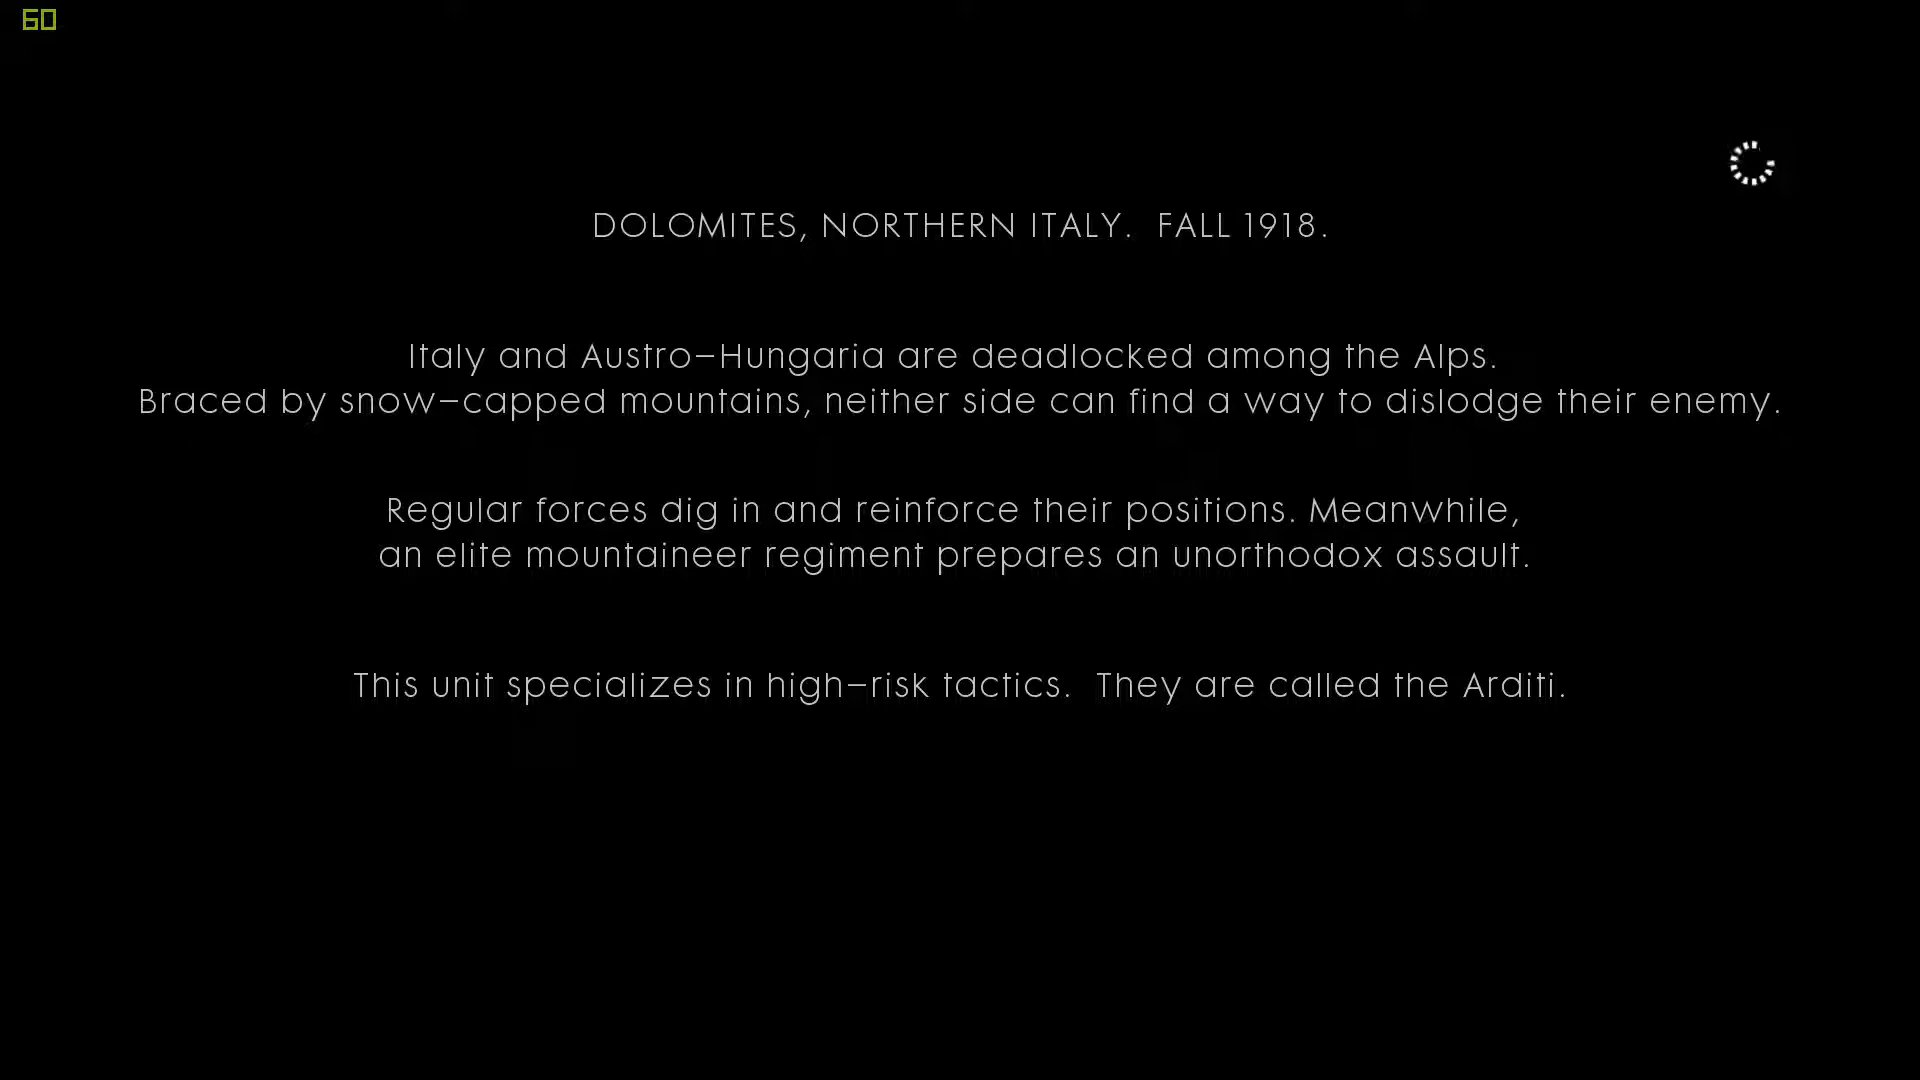 60
DOLOMITES, NORTHERN ITALY.  FALL 1918.
Italy and Austro-Hungaria are deadlocked among the Alps.
Braced by snow-capped mountains, neither side can find a way to dislodge their enemy.
Regular forces dig in and reinforce their positions. Meanwhile,
an elite mountaineer regiment prepares an unorthodox assault.
This unit specializes in high-risk tactics.  They are called the Arditi.